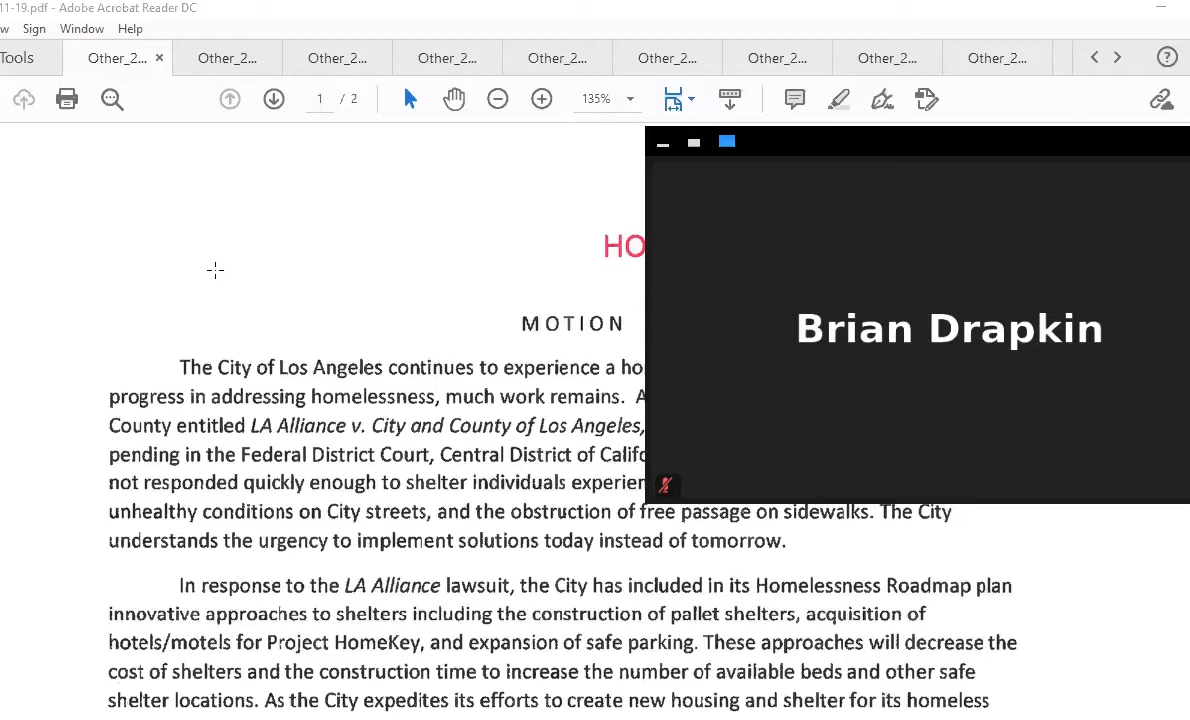 11-19.pdf - Adobe Acrobat Reader DC
w Sign Window Help
Tools Other_2... × Other_2... Other_2... Other_2... Other_2... Other_2... Other_2... Other_2... Other_2...
1 / 2 135%
HO
MOTION
Brian Drapkin
The City of Los Angeles continues to experience a ho
progress in addressing homelessness, much work remains. A
County entitled LA Alliance v. City and County of Los Angeles,
pending in the Federal District Court, Central District of Califo
not responded quickly enough to shelter individuals experien
unhealthy conditions on City streets, and the obstruction of free passage on sidewalks. The City
understands the urgency to implement solutions today instead of tomorrow.
In response to the LA Alliance lawsuit, the City has included in its Homelessness Roadmap plan
innovative approaches to shelters including the construction of pallet shelters, acquisition of
hotels/motels for Project HomeKey, and expansion of safe parking. These approaches will decrease the
cost of shelters and the construction time to increase the number of available beds and other safe
shelter locations. As the City expedites its efforts to create new housing and shelter for its homeless